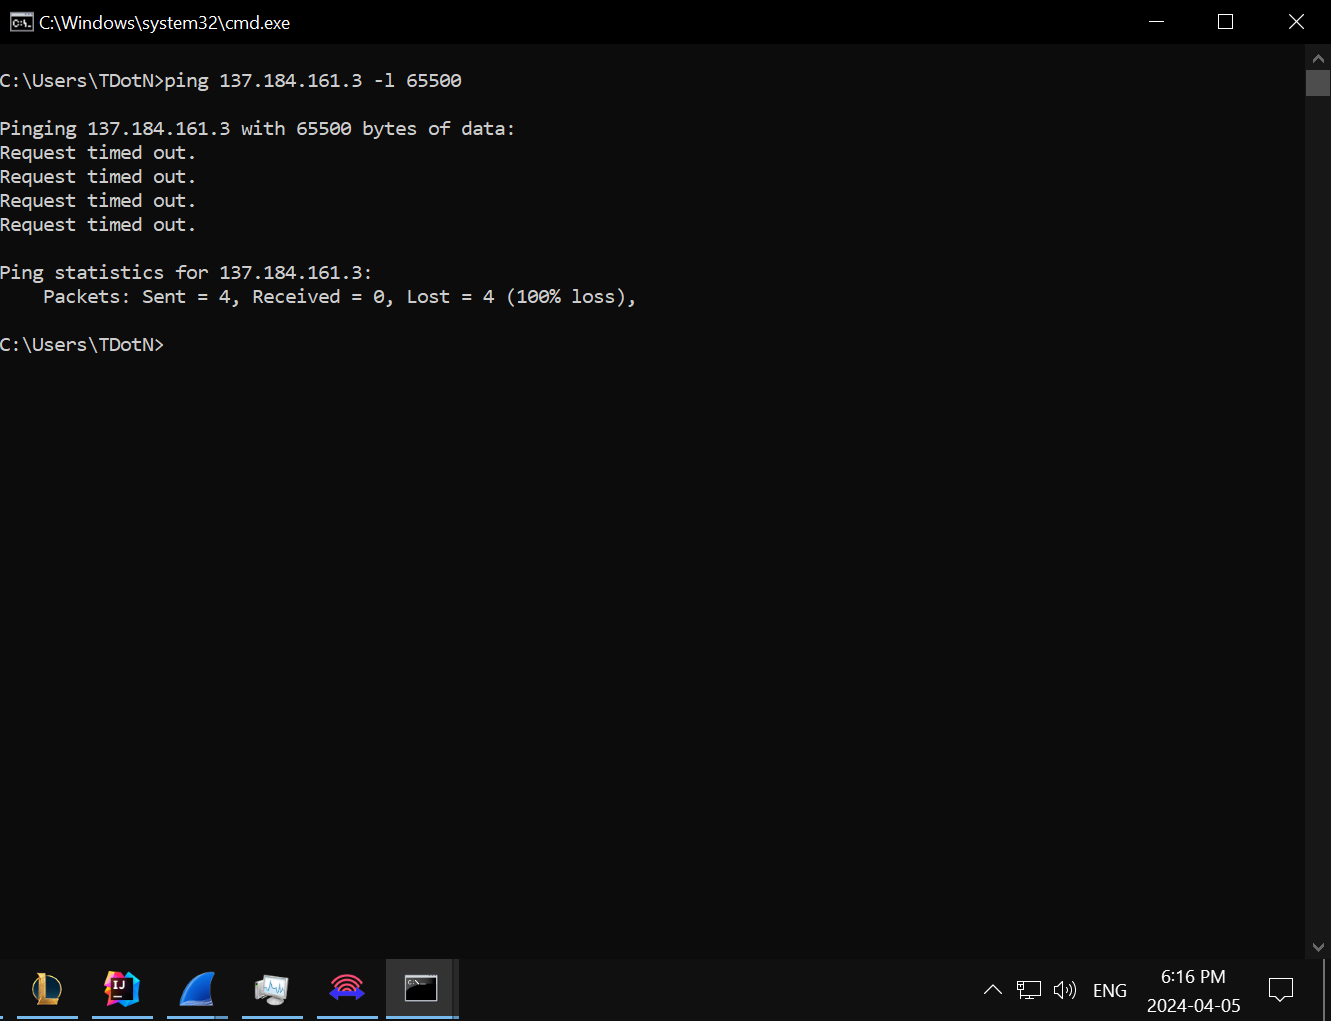 C:\Windows\system32\cmd.exe
C:\Users\TDotN>ping 137.184.161.3 -l 65500
Pinging 137.184.161.3 with 65500 bytes of data:
Request timed out.
Request timed out.
Request timed out.
Request timed out.
Ping statistics for 137.184.161.3:
Packets: Sent = 4, Received = 0, Lost = 4 (100% loss),
C:\Users\TDotN>
IJ
ENG
6:16 PM
2024-04-05